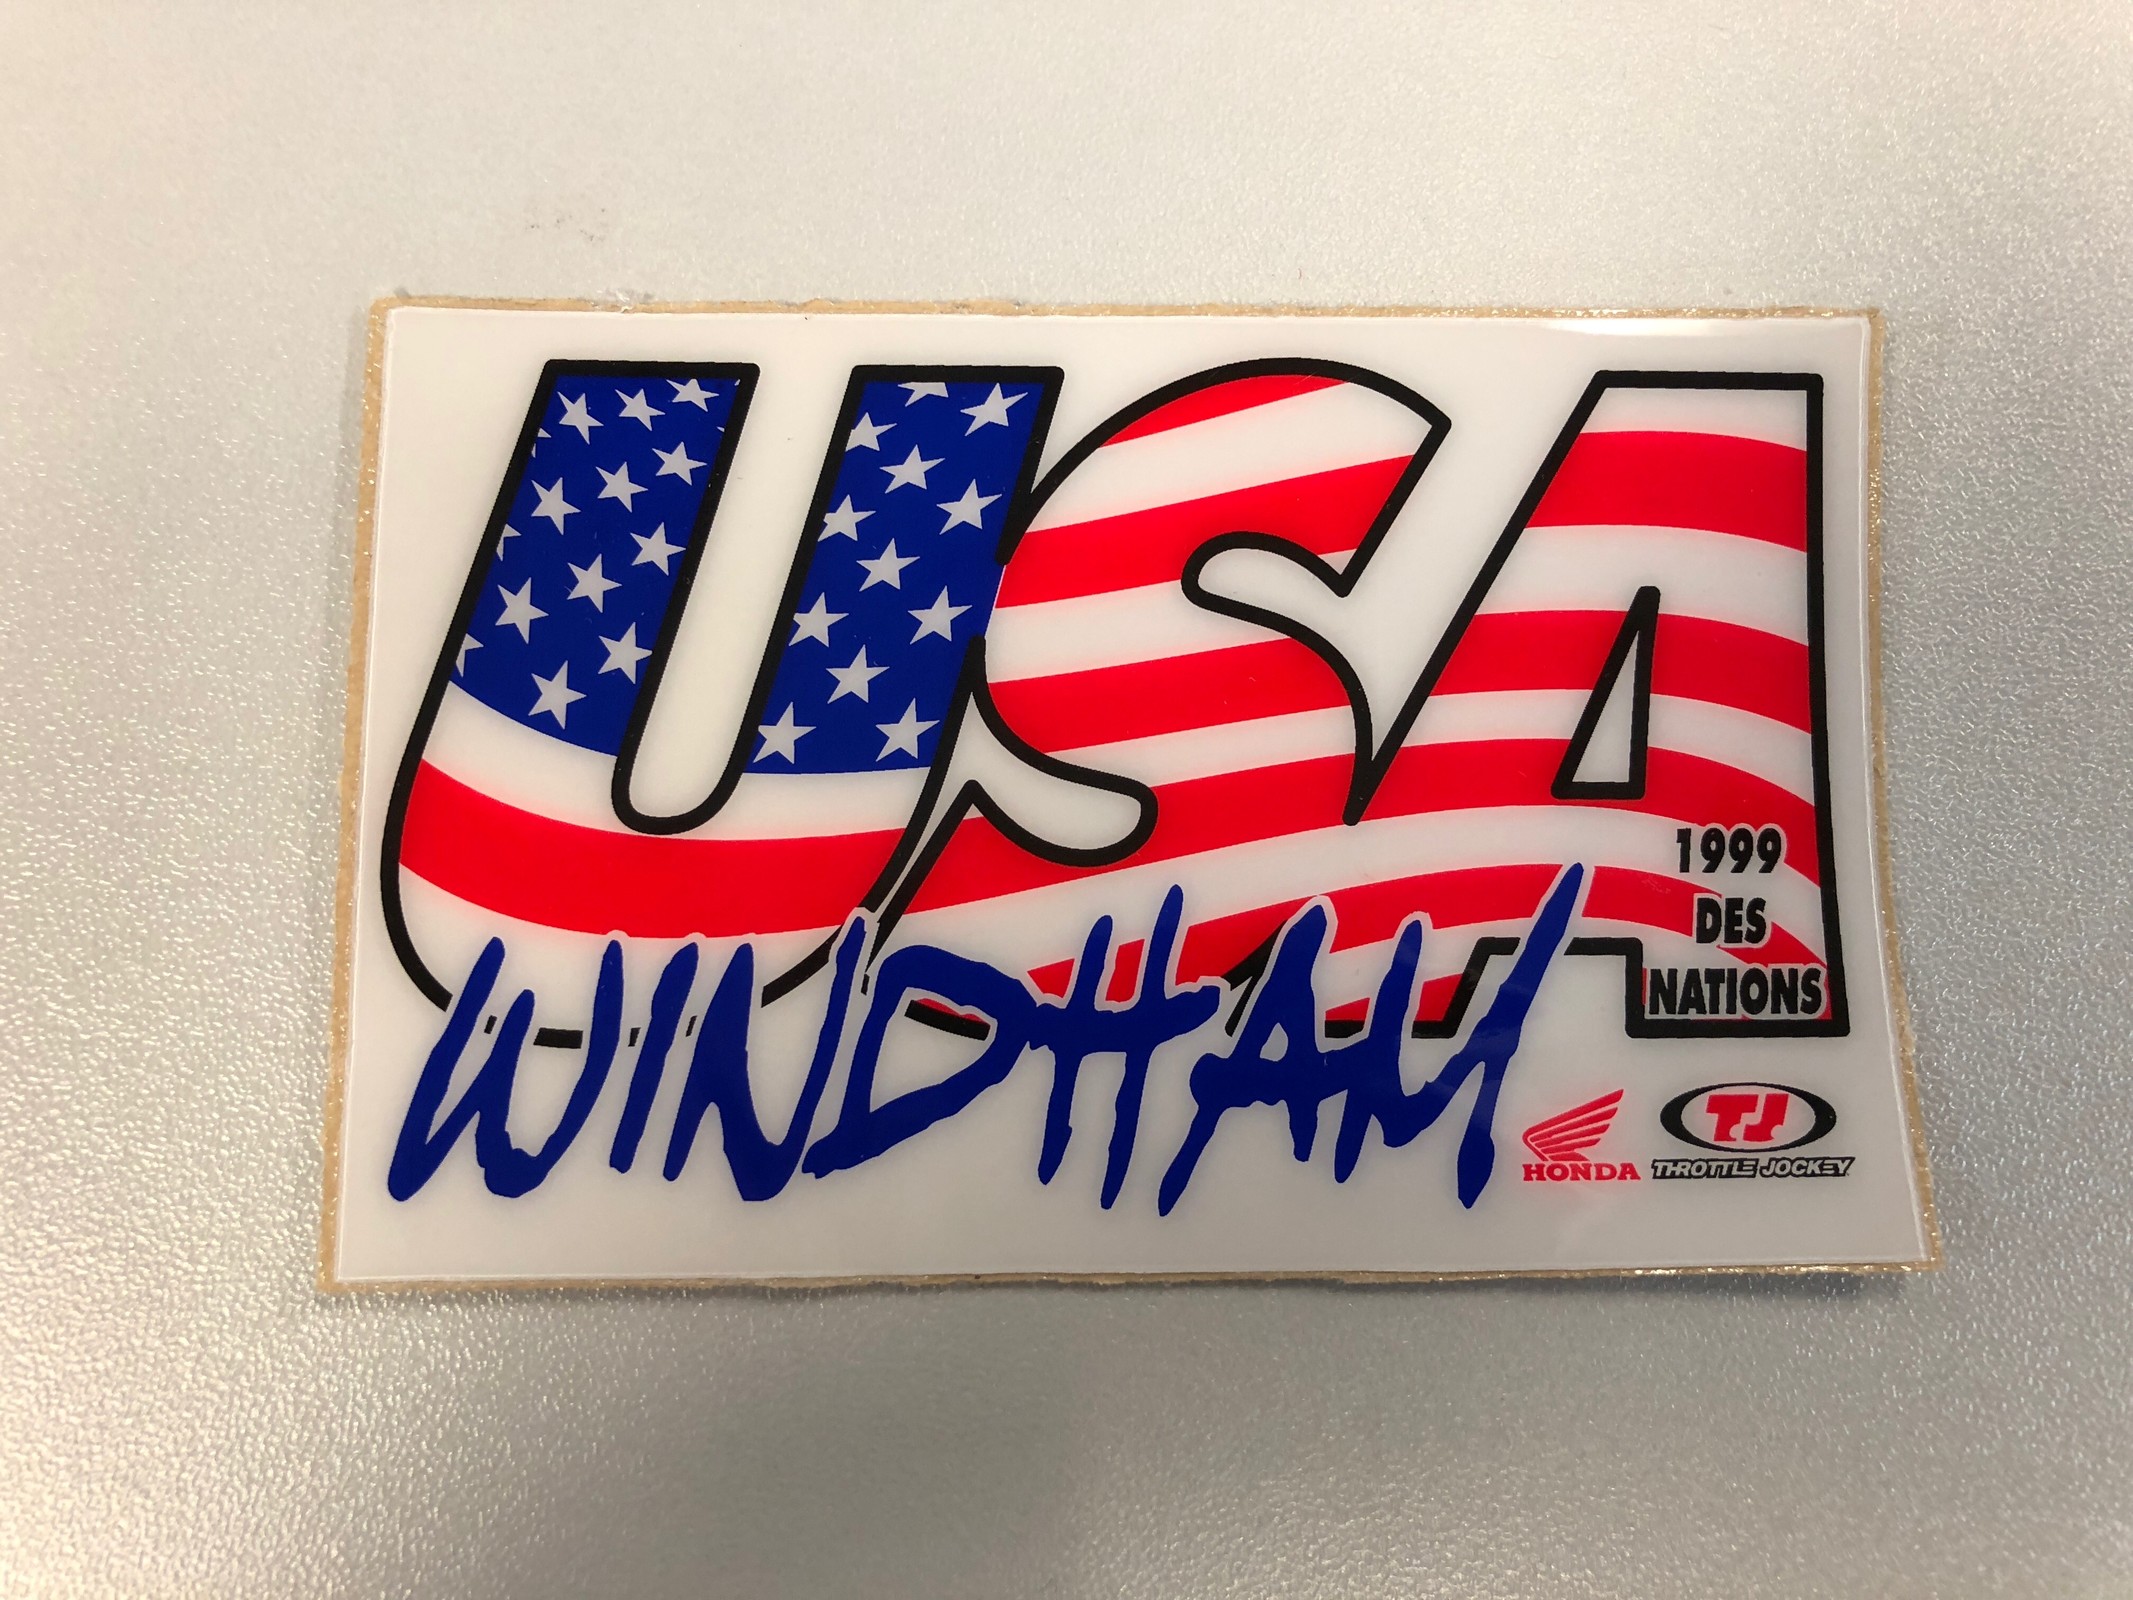 USA
1999
DES
NATIONS
WINDHAM
HONDA
TJ
THROTTLE JOCKEY